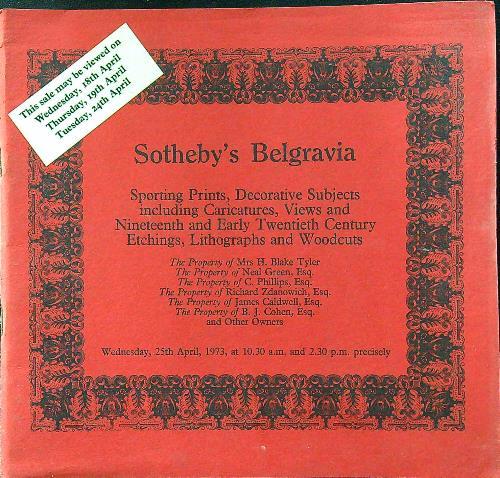 This sale may be viewed on
Wednesday, 18th April
Thursday, 19th April
Tuesday, 24th April
Sotheby's Belgravia
Sporting Prints, Decorative Subjects
including Caricatures, Views and
Nineteenth and Early Twentieth Century
Etchings, Lithographs and Woodcuts
The Property of Mrs H. Blake Tyler
The Property of Neal Green, Esq.
The Property of C. Phillips, Esq.
The Property of Richard Zdanowich, Esq.
The Property of James Caldwell, Esq.
The Property of B. J. Cohen, Esq.
and Other Owners
Wednesday, 25th April, 1973, at 10.30 a.m. and 2.30 p.m. precisely